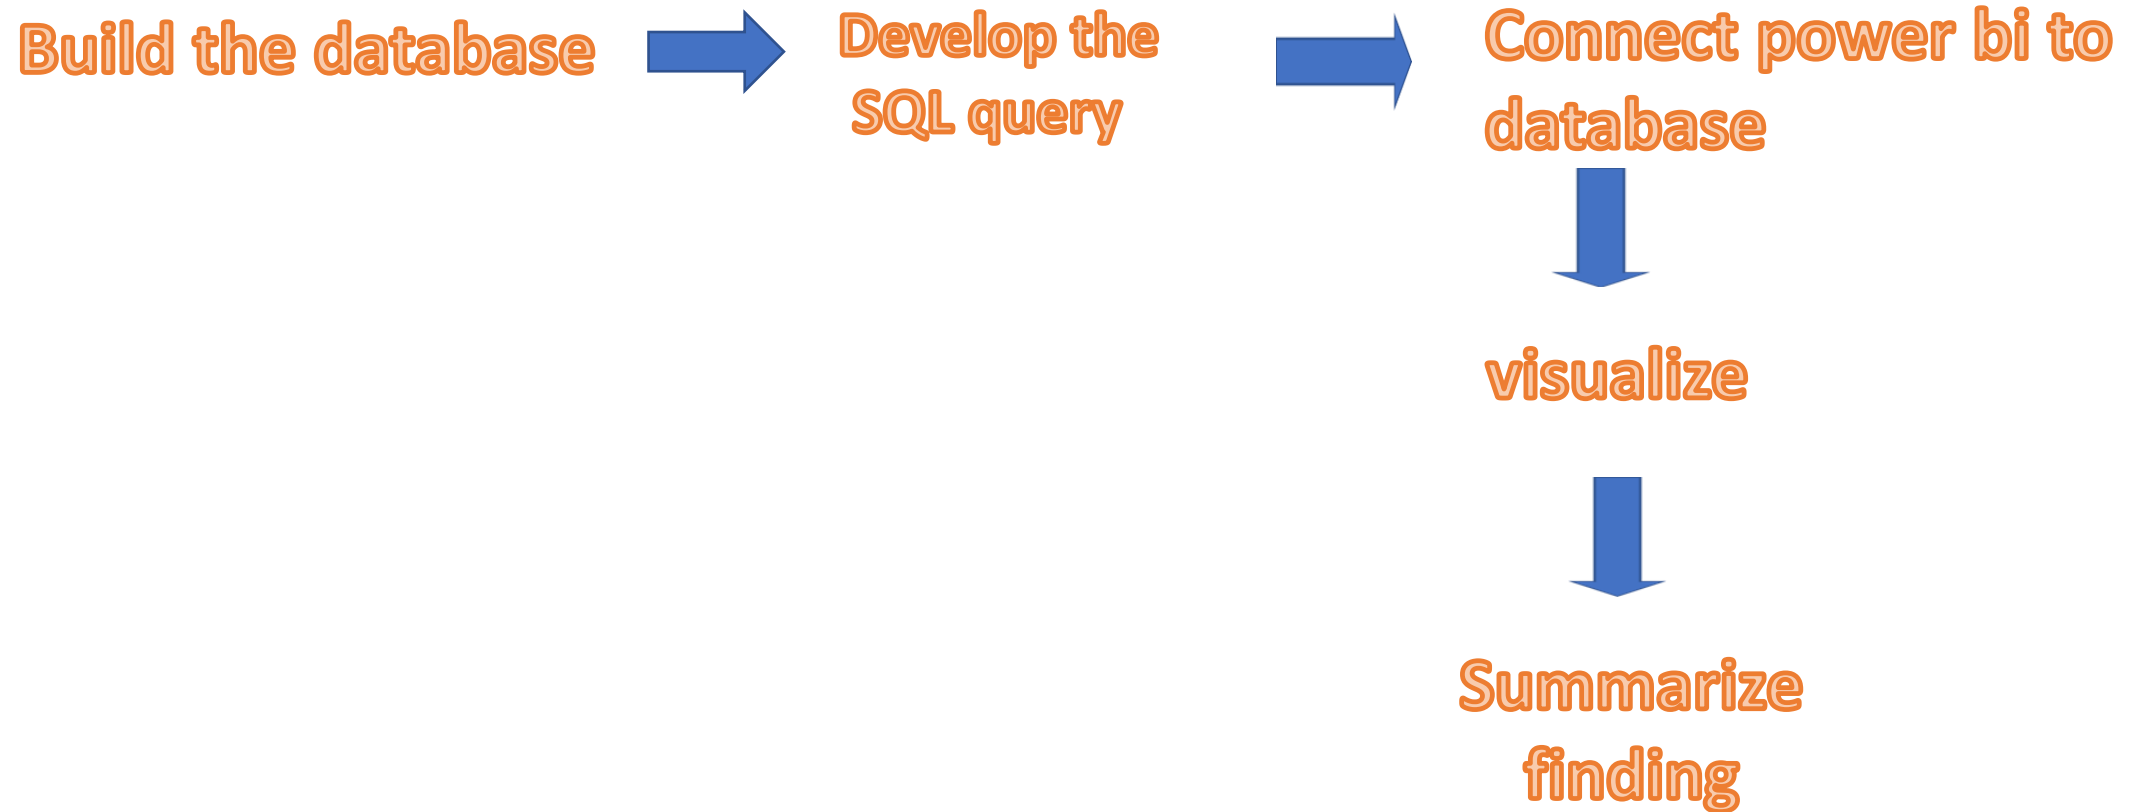 Build the database
Develop the
SQL query
Connect power bi to
database
visualize
Summarize
finding